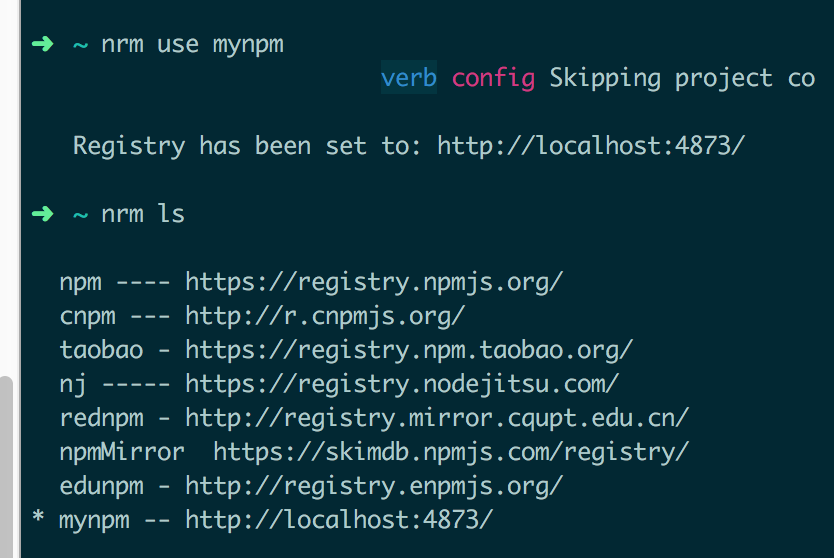 ➜ ~ nrm use mynpm
verb config Skipping project co
Registry has been set to: http://localhost:4873/
➜ ~ nrm ls
npm ---- https://registry.npmjs.org/
cnpm --- http://r.cnpmjs.org/
taobao - https://registry.npm.taobao.org/
nj ----- https://registry.nodejitsu.com/
rednpm - http://registry.mirror.cqupt.edu.cn/
npmMirror  https://skimdb.npmjs.com/registry/
edunpm - http://registry.enpmjs.org/
* mynpm -- http://localhost:4873/